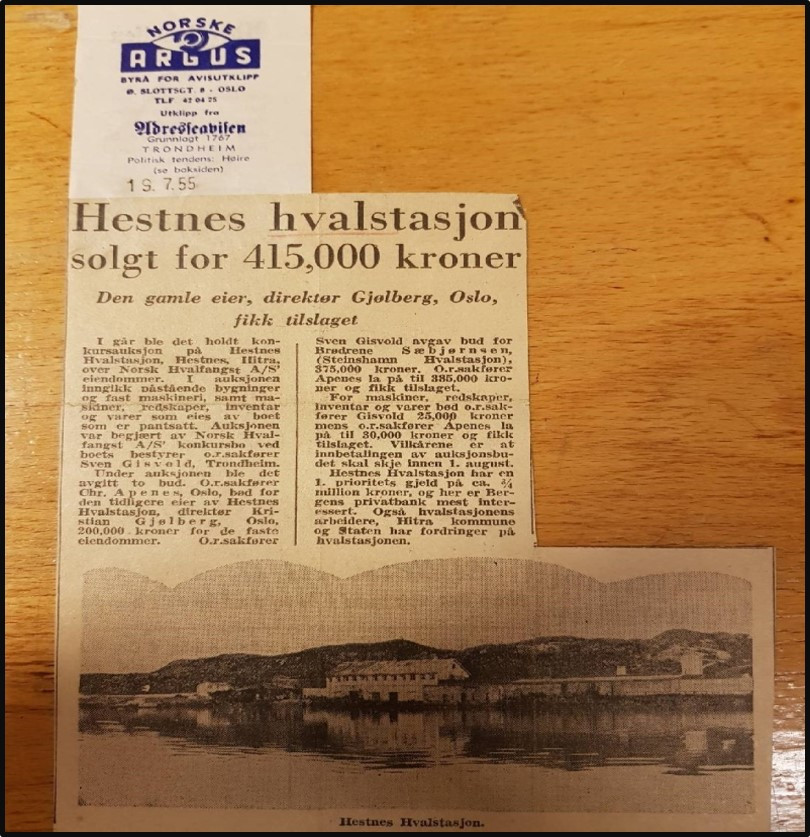 NORSKE
ARGUS
BYRÅ FOR AVISUTKLIPP
Ø. SLOTTSGT. 8 - OSLO
TLF 42 04 75
Utklipp fra
Adresseavisen
Grunnlagt 1767
TRONDHEIM
Politisk tendens: Høire
(se baksiden)
1 9. 7. 55
Hestnes hvalstasjon
solgt for 415,000 kroner
Den gamle eier, direktør Gjølberg, Oslo,
fikk tilslaget
I går ble det holdt kon-
kursauksjon på Hestnes
Hvalstasjon, Hestnes, Hitra,
over Norsk Hvalfangst A/S'
eiendommer. I auksjonen
inngikk påstående bygninger
og fast maskineri, samt ma-
skiner, redskaper, inventar
og varer som eies av boet
som er pantsatt. Auksjonen
var begjært av Norsk Hval-
fangst A/S' konkursbo ved
boets bestyrer o.r.sakfører
Sven Gisvold, Trondheim.
Under auksjonen ble det
avgitt to bud. O.r.sakfører
Chr. Apenes, Oslo, bød for
den tidligere eier av Hestnes
Hvalstasjon, direktør Kri-
stian Gjølberg, Oslo,
200,000 kroner for de faste
eiendommer. O.r.sakfører
Sven Gisvold avgav bud for
Brødrene Sæbjørnsen,
(Steinshamn Hvalstasjon),
375,000 kroner. O.r.sakfører
Apenes la på til 385,000 kro-
ner og fikk tilslaget.
For maskiner, redskaper,
inventar og varer bød o.r.sak-
fører Gisvold 25,000 kroner
mens o.r.sakfører Apenes la
på til 30,000 kroner og fikk
tilslaget. Vilkårene er at
innbetalingen av auksjonsbu-
det skal skje innen 1. august.
Hestnes Hvalstasjon har en
1. prioritets gjeld på ca. ¾
million kroner, og her er Ber-
gens privatbank mest inter-
essert. Også hvalstasjonens
arbeidere, Hitra kommune
og Staten har fordringer på
hvalstasjonen.
Hestnes Hvalstasjon.